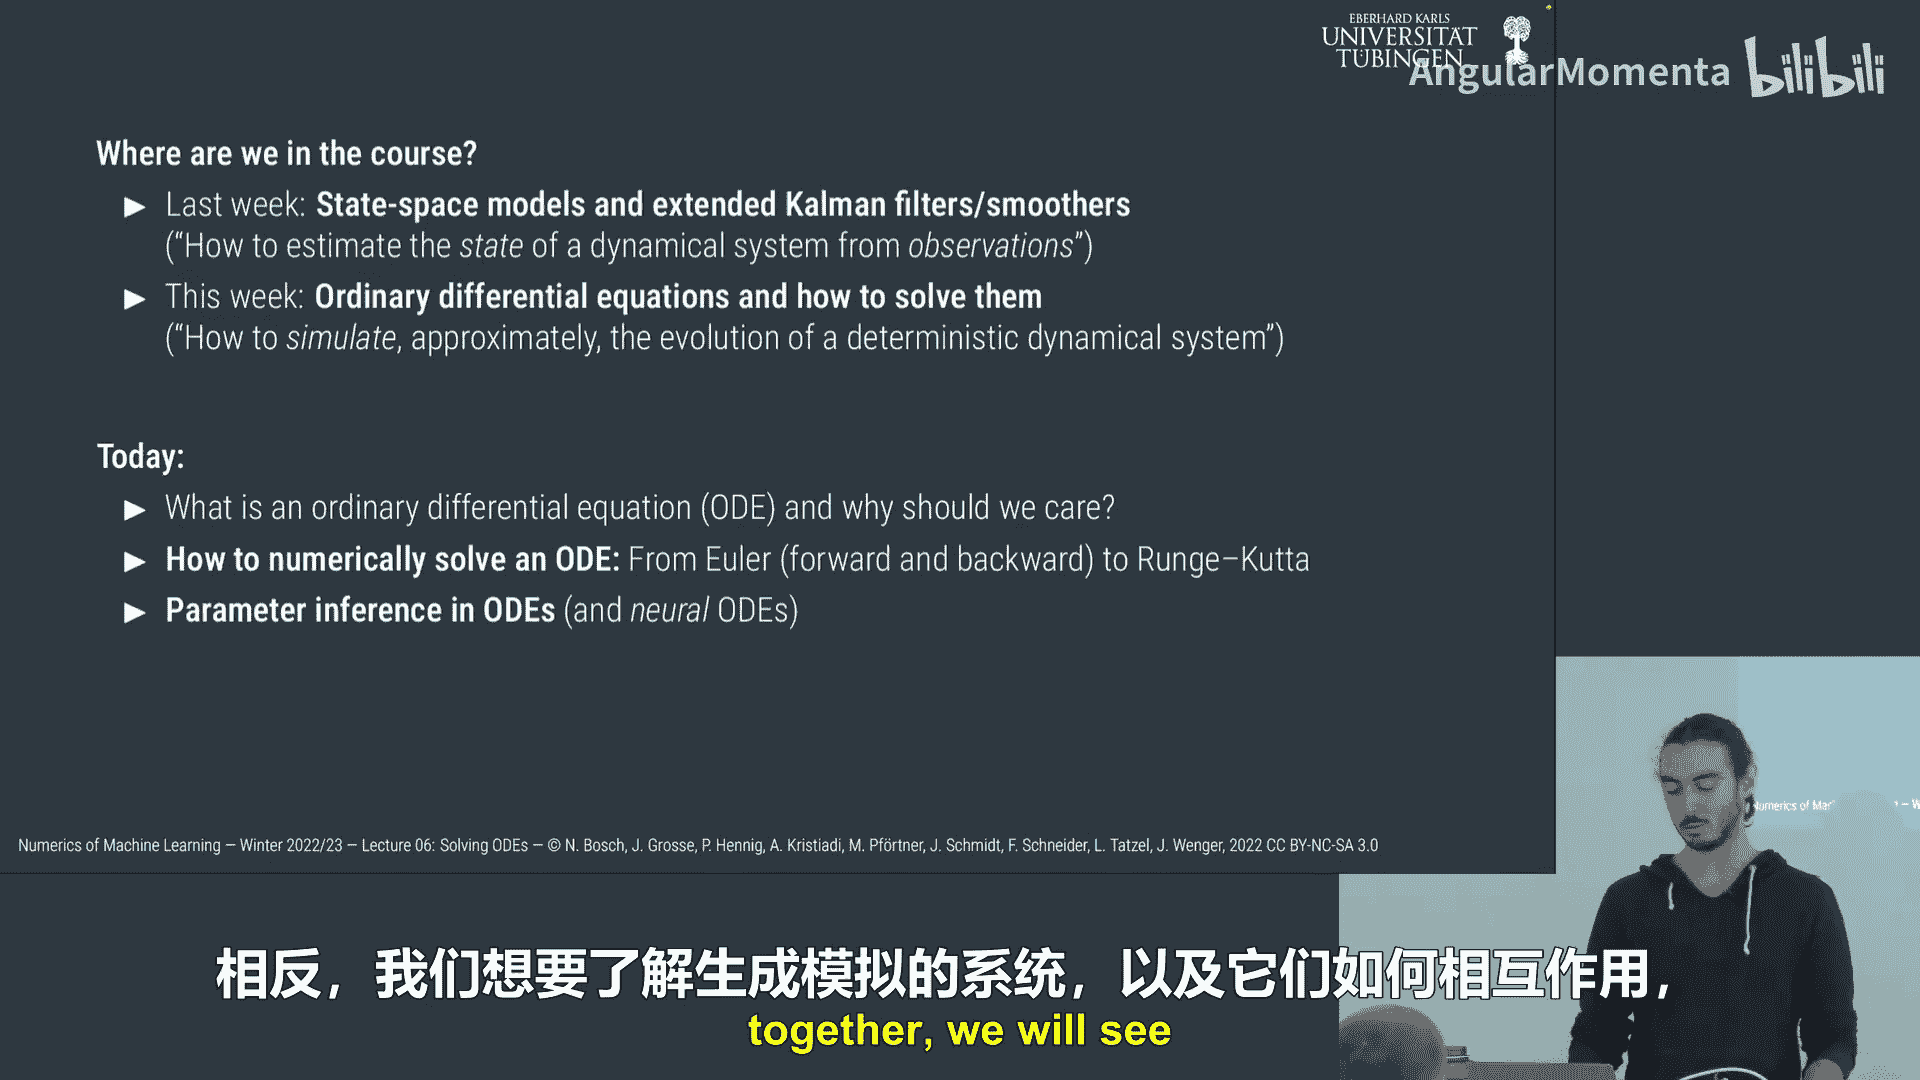 EBERHARD KARLS
UNIVERSITÄT
TÜBINGEN
AngularMomenta bilibili
Where are we in the course?
▶ Last week: State-space models and extended Kalman filters/smoothers
(“How to estimate the state of a dynamical system from observations”)
▶ This week: Ordinary differential equations and how to solve them
(“How to simulate, approximately, the evolution of a deterministic dynamical system”)
Today:
▶ What is an ordinary differential equation (ODE) and why should we care?
▶ How to numerically solve an ODE: From Euler (forward and backward) to Runge–Kutta
▶ Parameter inference in ODEs (and neural ODEs)
Numerics of Machine Learning — Winter 2022/23 — Lecture 06: Solving ODEs — © N. Bosch, J. Grosse, P. Hennig, A. Kristiadi, M. Pförtner, J. Schmidt, F. Schneider, L. Tatzel, J. Wenger, 2022 CC BY-NC-SA 3.0
Numerics of
相反，我们想要了解生成模拟的系统，以及它们如何相互作用，
together, we will see